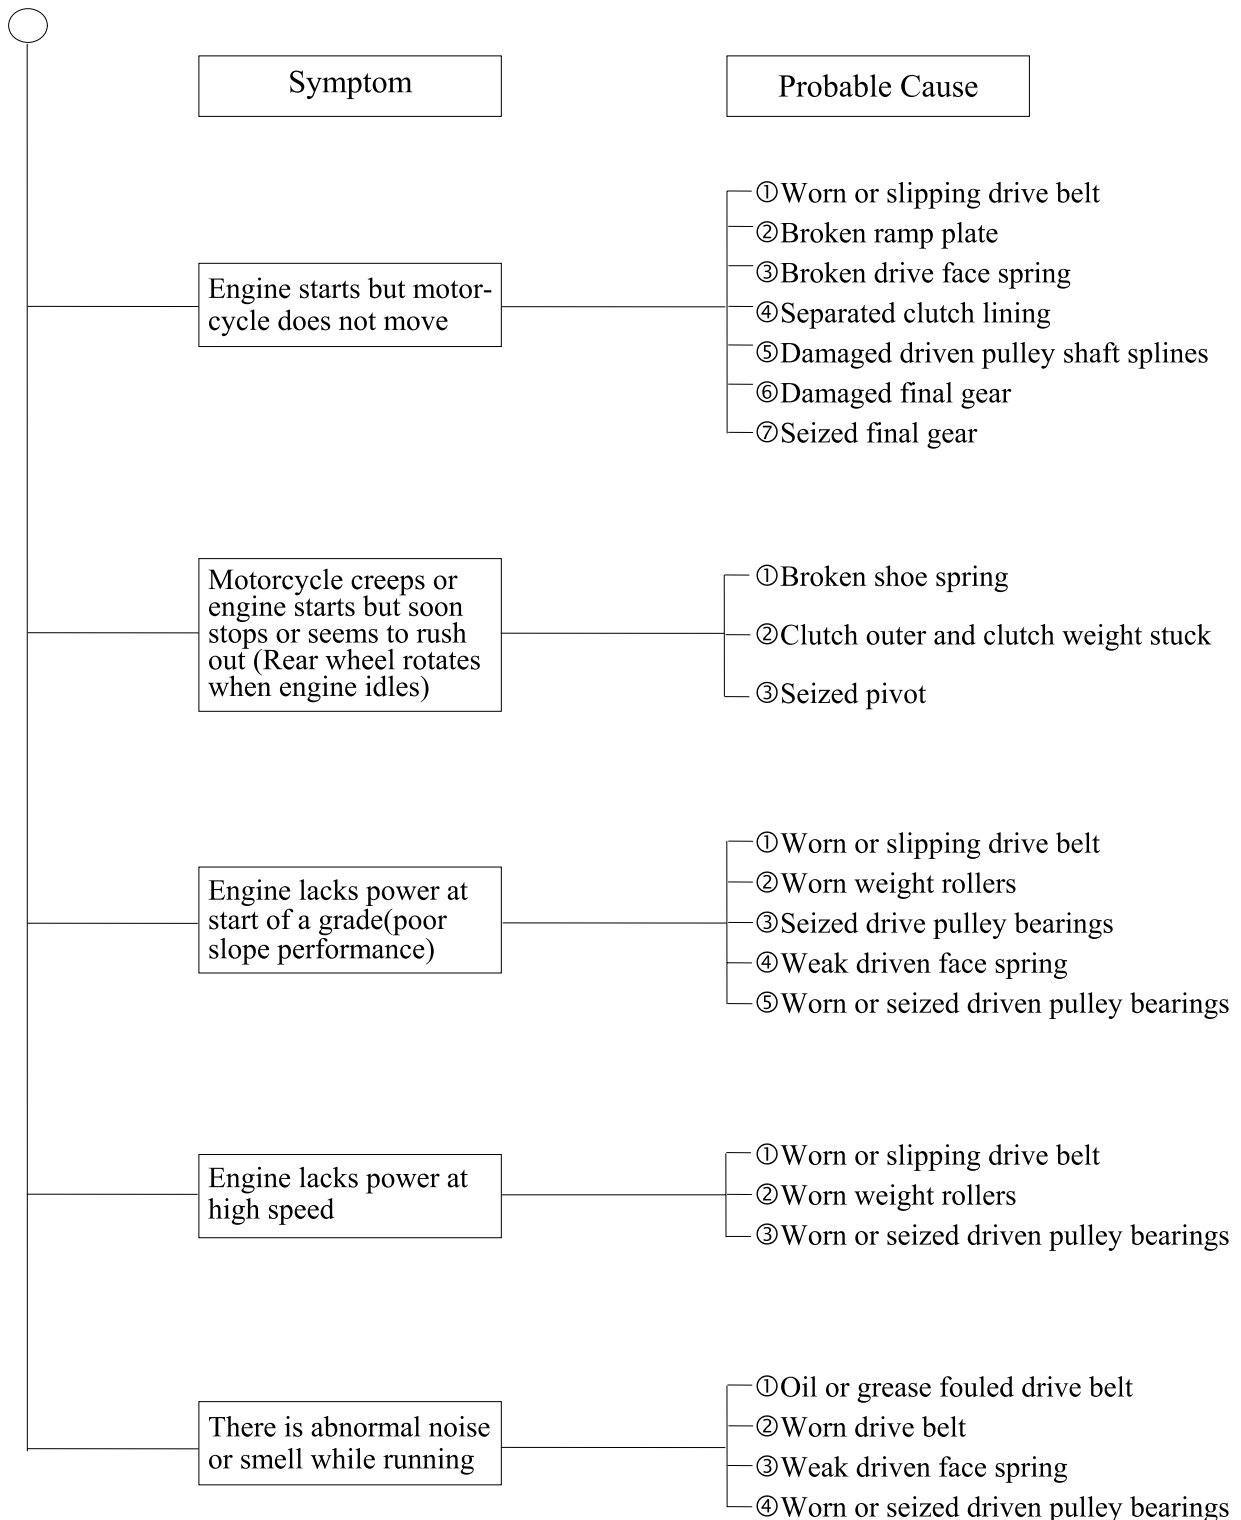 Symptom
Probable Cause
Engine starts but motor-
cycle does not move
①Worn or slipping drive belt
②Broken ramp plate
③Broken drive face spring
④Separated clutch lining
⑤Damaged driven pulley shaft splines
⑥Damaged final gear
⑦Seized final gear
Motorcycle creeps or
engine starts but soon
stops or seems to rush
out (Rear wheel rotates
when engine idles)
①Broken shoe spring
②Clutch outer and clutch weight stuck
③Seized pivot
Engine lacks power at
start of a grade(poor
slope performance)
①Worn or slipping drive belt
②Worn weight rollers
③Seized drive pulley bearings
④Weak driven face spring
⑤Worn or seized driven pulley bearings
Engine lacks power at
high speed
①Worn or slipping drive belt
②Worn weight rollers
③Worn or seized driven pulley bearings
There is abnormal noise
or smell while running
①Oil or grease fouled drive belt
②Worn drive belt
③Weak driven face spring
④Worn or seized driven pulley bearings